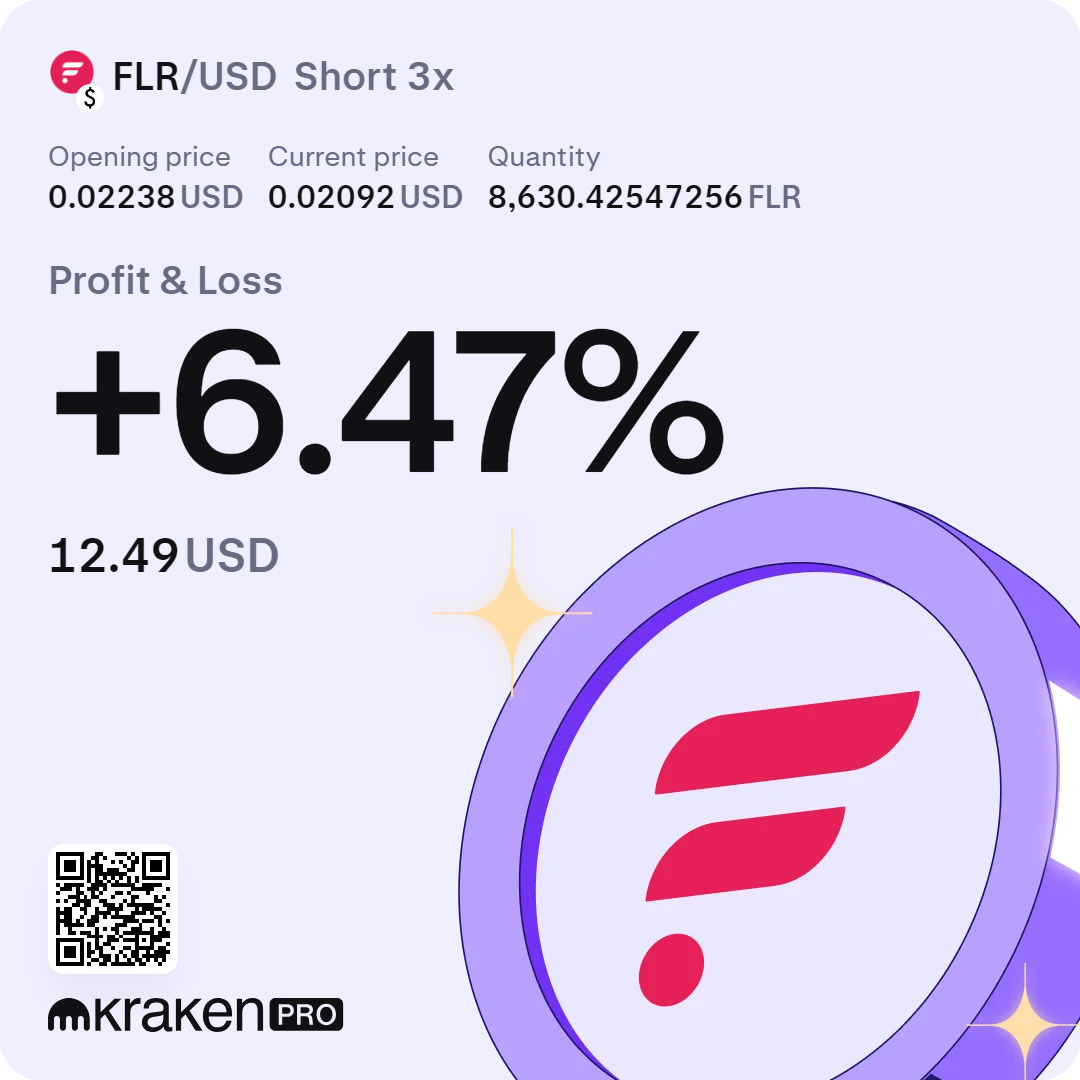 FLR/USD Short 3x
$
Opening price Current price Quantity
0.02238 USD 0.02092 USD 8,630.42547256 FLR
Profit & Loss
+6.47%
12.49 USD
kraken PRO